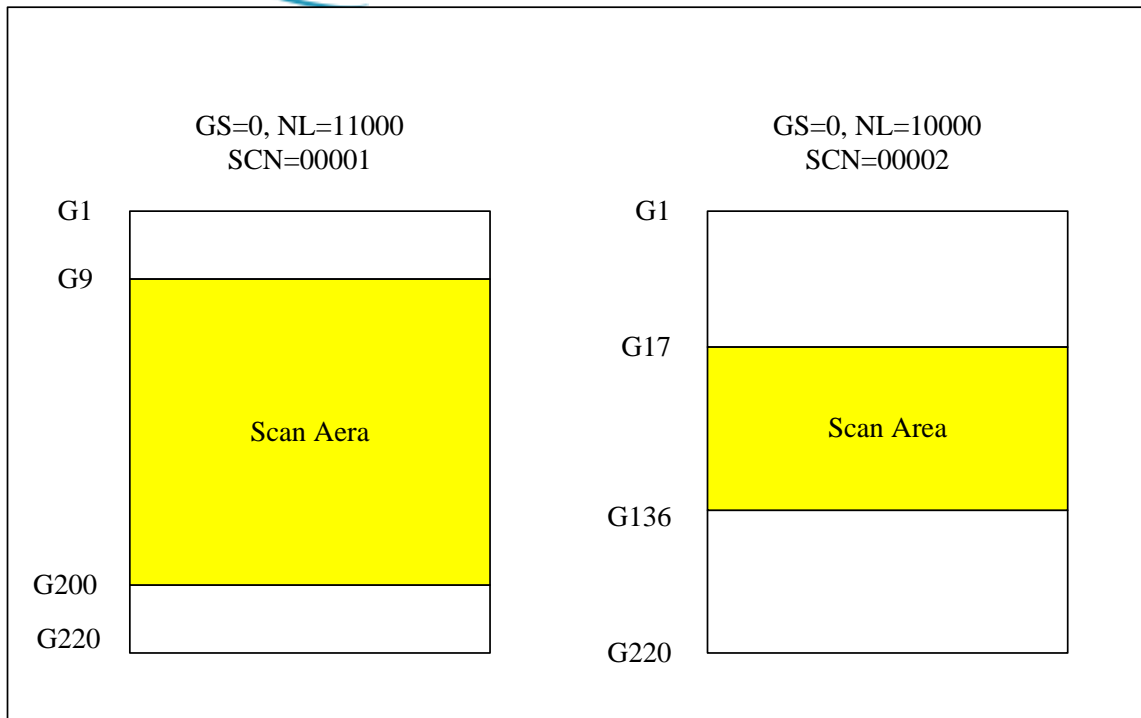 GS=0, NL=11000
SCN=00001
G1
G9
Scan Aera
G200
G220
GS=0, NL=10000
SCN=00002
G1
G17
Scan Area
G136
G220